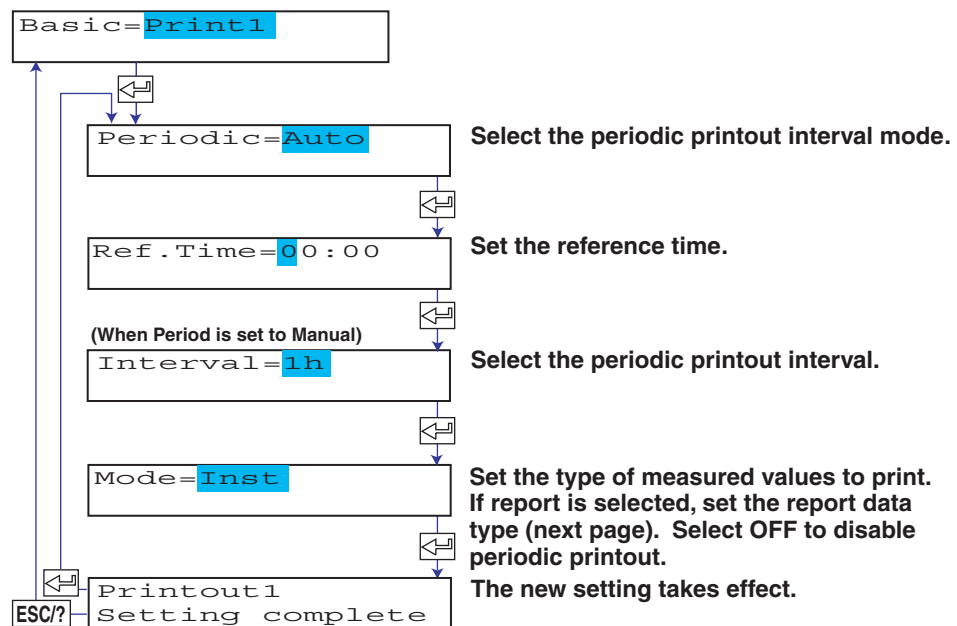 Basic=Print1
Periodic=Auto
Select the periodic printout interval mode.
Ref.Time=00:00
Set the reference time.
(When Period is set to Manual)
Interval=1h
Select the periodic printout interval.
Mode=Inst
Set the type of measured values to print.
If report is selected, set the report data
type (next page).  Select OFF to disable
periodic printout.
Printout1
Setting complete
The new setting takes effect.
ESC/?